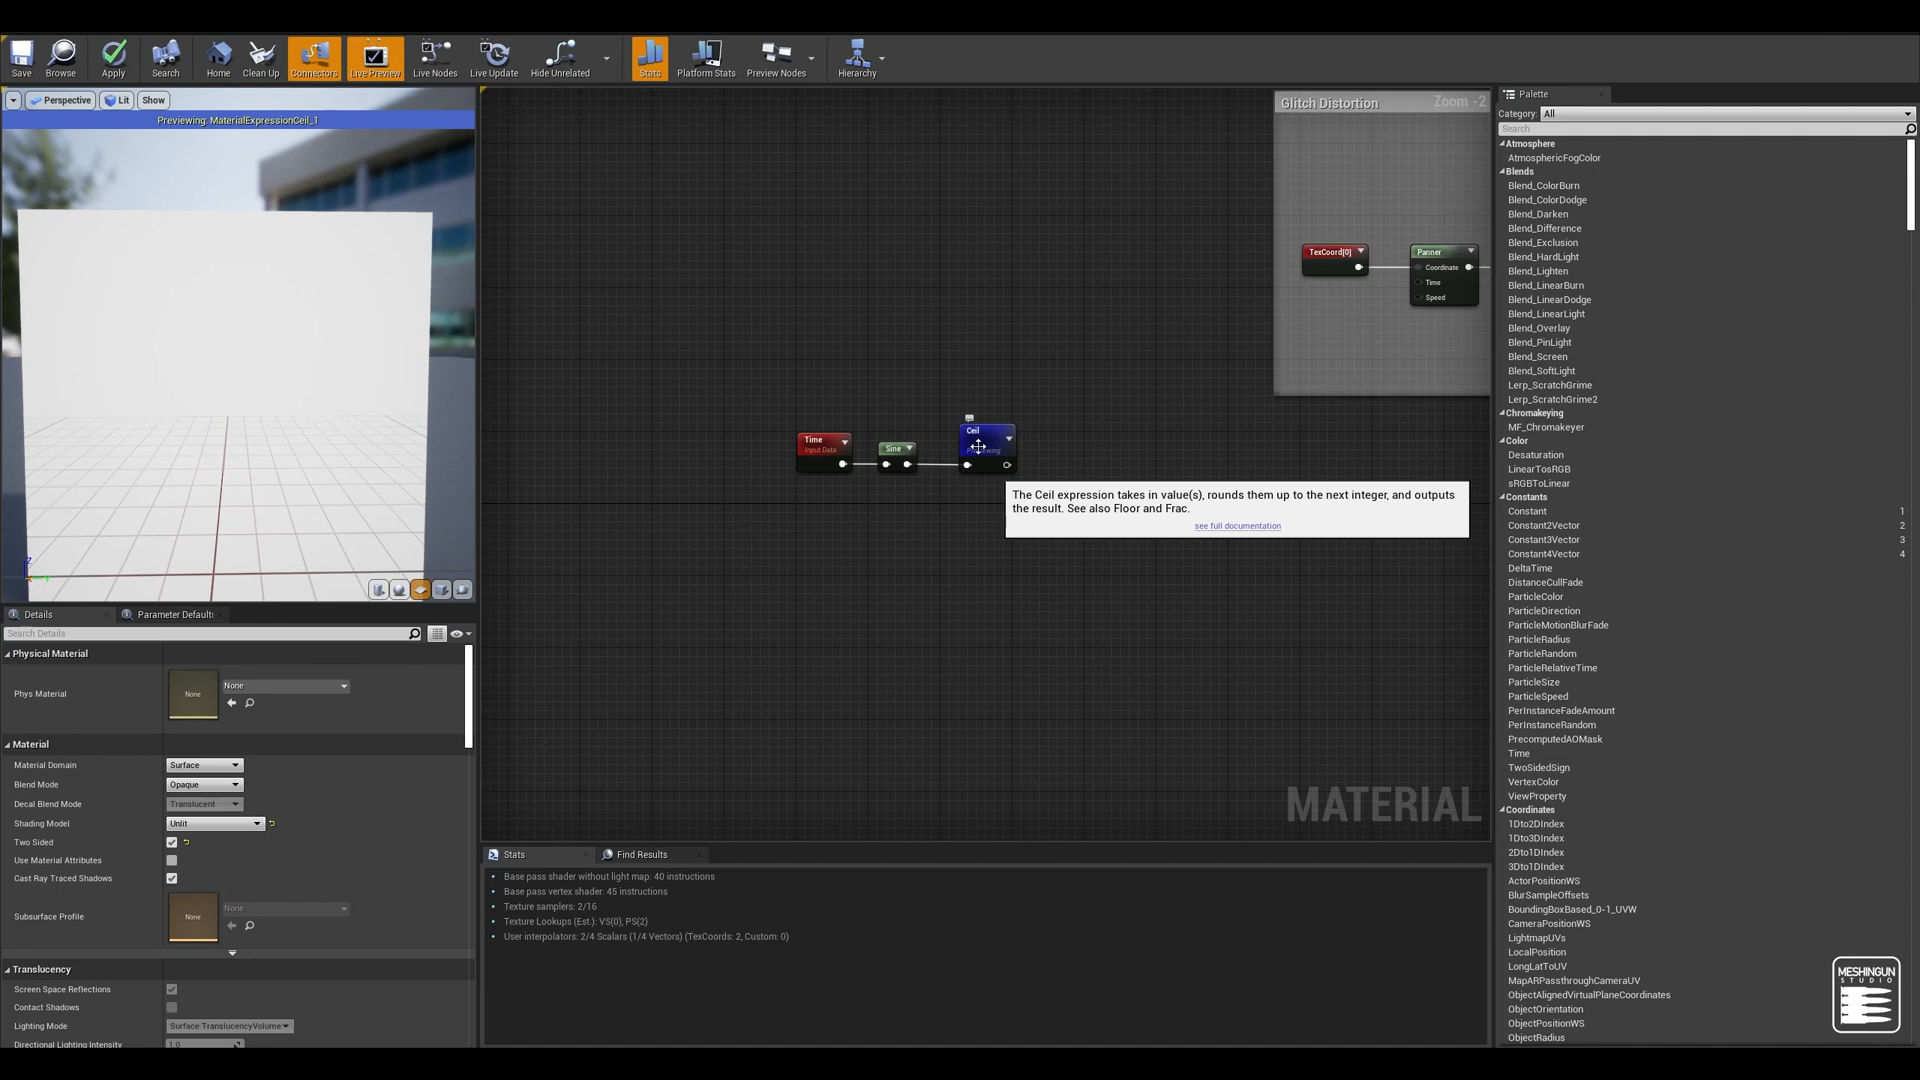 Save
Browse
Apply
Search
Home
Clean Up
Connectors
Live Preview
Live Nodes
Live Update
Hide Unrelated
Stats
Platform Stats
Preview Nodes
Hierarchy
Perspective
Lit
Show
Previewing: MaterialExpressionCeil_1
Glitch Distortion
Zoom -2
TexCoord[0]
Panner
Coordinate
Time
Speed
Time
Input Data
Sine
Ceil
The Ceil expression takes in value(s), rounds them up to the next integer, and outputs
the result. See also Floor and Frac.
see full documentation
MATERIAL
Details
Parameter Default
Search Details
Physical Material
Phys Material
None
None
Material
Material Domain
Surface
Blend Mode
Opaque
Decal Blend Mode
Translucent
Shading Model
Unlit
Two Sided
Use Material Attributes
Cast Ray Traced Shadows
Subsurface Profile
None
None
Translucency
Screen Space Reflections
Contact Shadows
Lighting Mode
Surface TranslucencyVolume
Directional Lighting Intensity
1.0
Stats
Find Results
Base pass shader without light map: 40 instructions
Base pass vertex shader: 45 instructions
Texture samplers: 2/16
Texture Lookups (Est.): VS(0), PS(2)
User interpolators: 2/4 Scalars (1/4 Vectors) (TexCoords: 2, Custom: 0)
Palette
Category: All
Search
Atmosphere
AtmosphericFogColor
Blends
Blend_ColorBurn
Blend_ColorDodge
Blend_Darken
Blend_Difference
Blend_Exclusion
Blend_HardLight
Blend_Lighten
Blend_LinearBurn
Blend_LinearDodge
Blend_LinearLight
Blend_Overlay
Blend_PinLight
Blend_Screen
Blend_SoftLight
Lerp_ScratchGrime
Lerp_ScratchGrime2
Chromakeying
MF_Chromakeyer
Color
Desaturation
LinearTosRGB
sRGBToLinear
Constants
Constant 1
Constant2Vector 2
Constant3Vector 3
Constant4Vector 4
DeltaTime
DistanceCullFade
ParticleColor
ParticleDirection
ParticleMotionBlurFade
ParticleRadius
ParticleRandom
ParticleRelativeTime
ParticleSize
ParticleSpeed
PerInstanceFadeAmount
PerInstanceRandom
PrecomputedAOMask
Time
TwoSidedSign
VertexColor
ViewProperty
Coordinates
1Dto2DIndex
1Dto3DIndex
2Dto1DIndex
3Dto1DIndex
ActorPositionWS
BlurSampleOffsets
BoundingBoxBased_0-1_UVW
CameraPositionWS
LightmapUVs
LocalPosition
LongLatToUV
MapARPassthroughCameraUV
ObjectAlignedVirtualPlaneCoordinates
ObjectOrientation
ObjectPositionWS
ObjectRadius
MESHINGUN
STUDIO